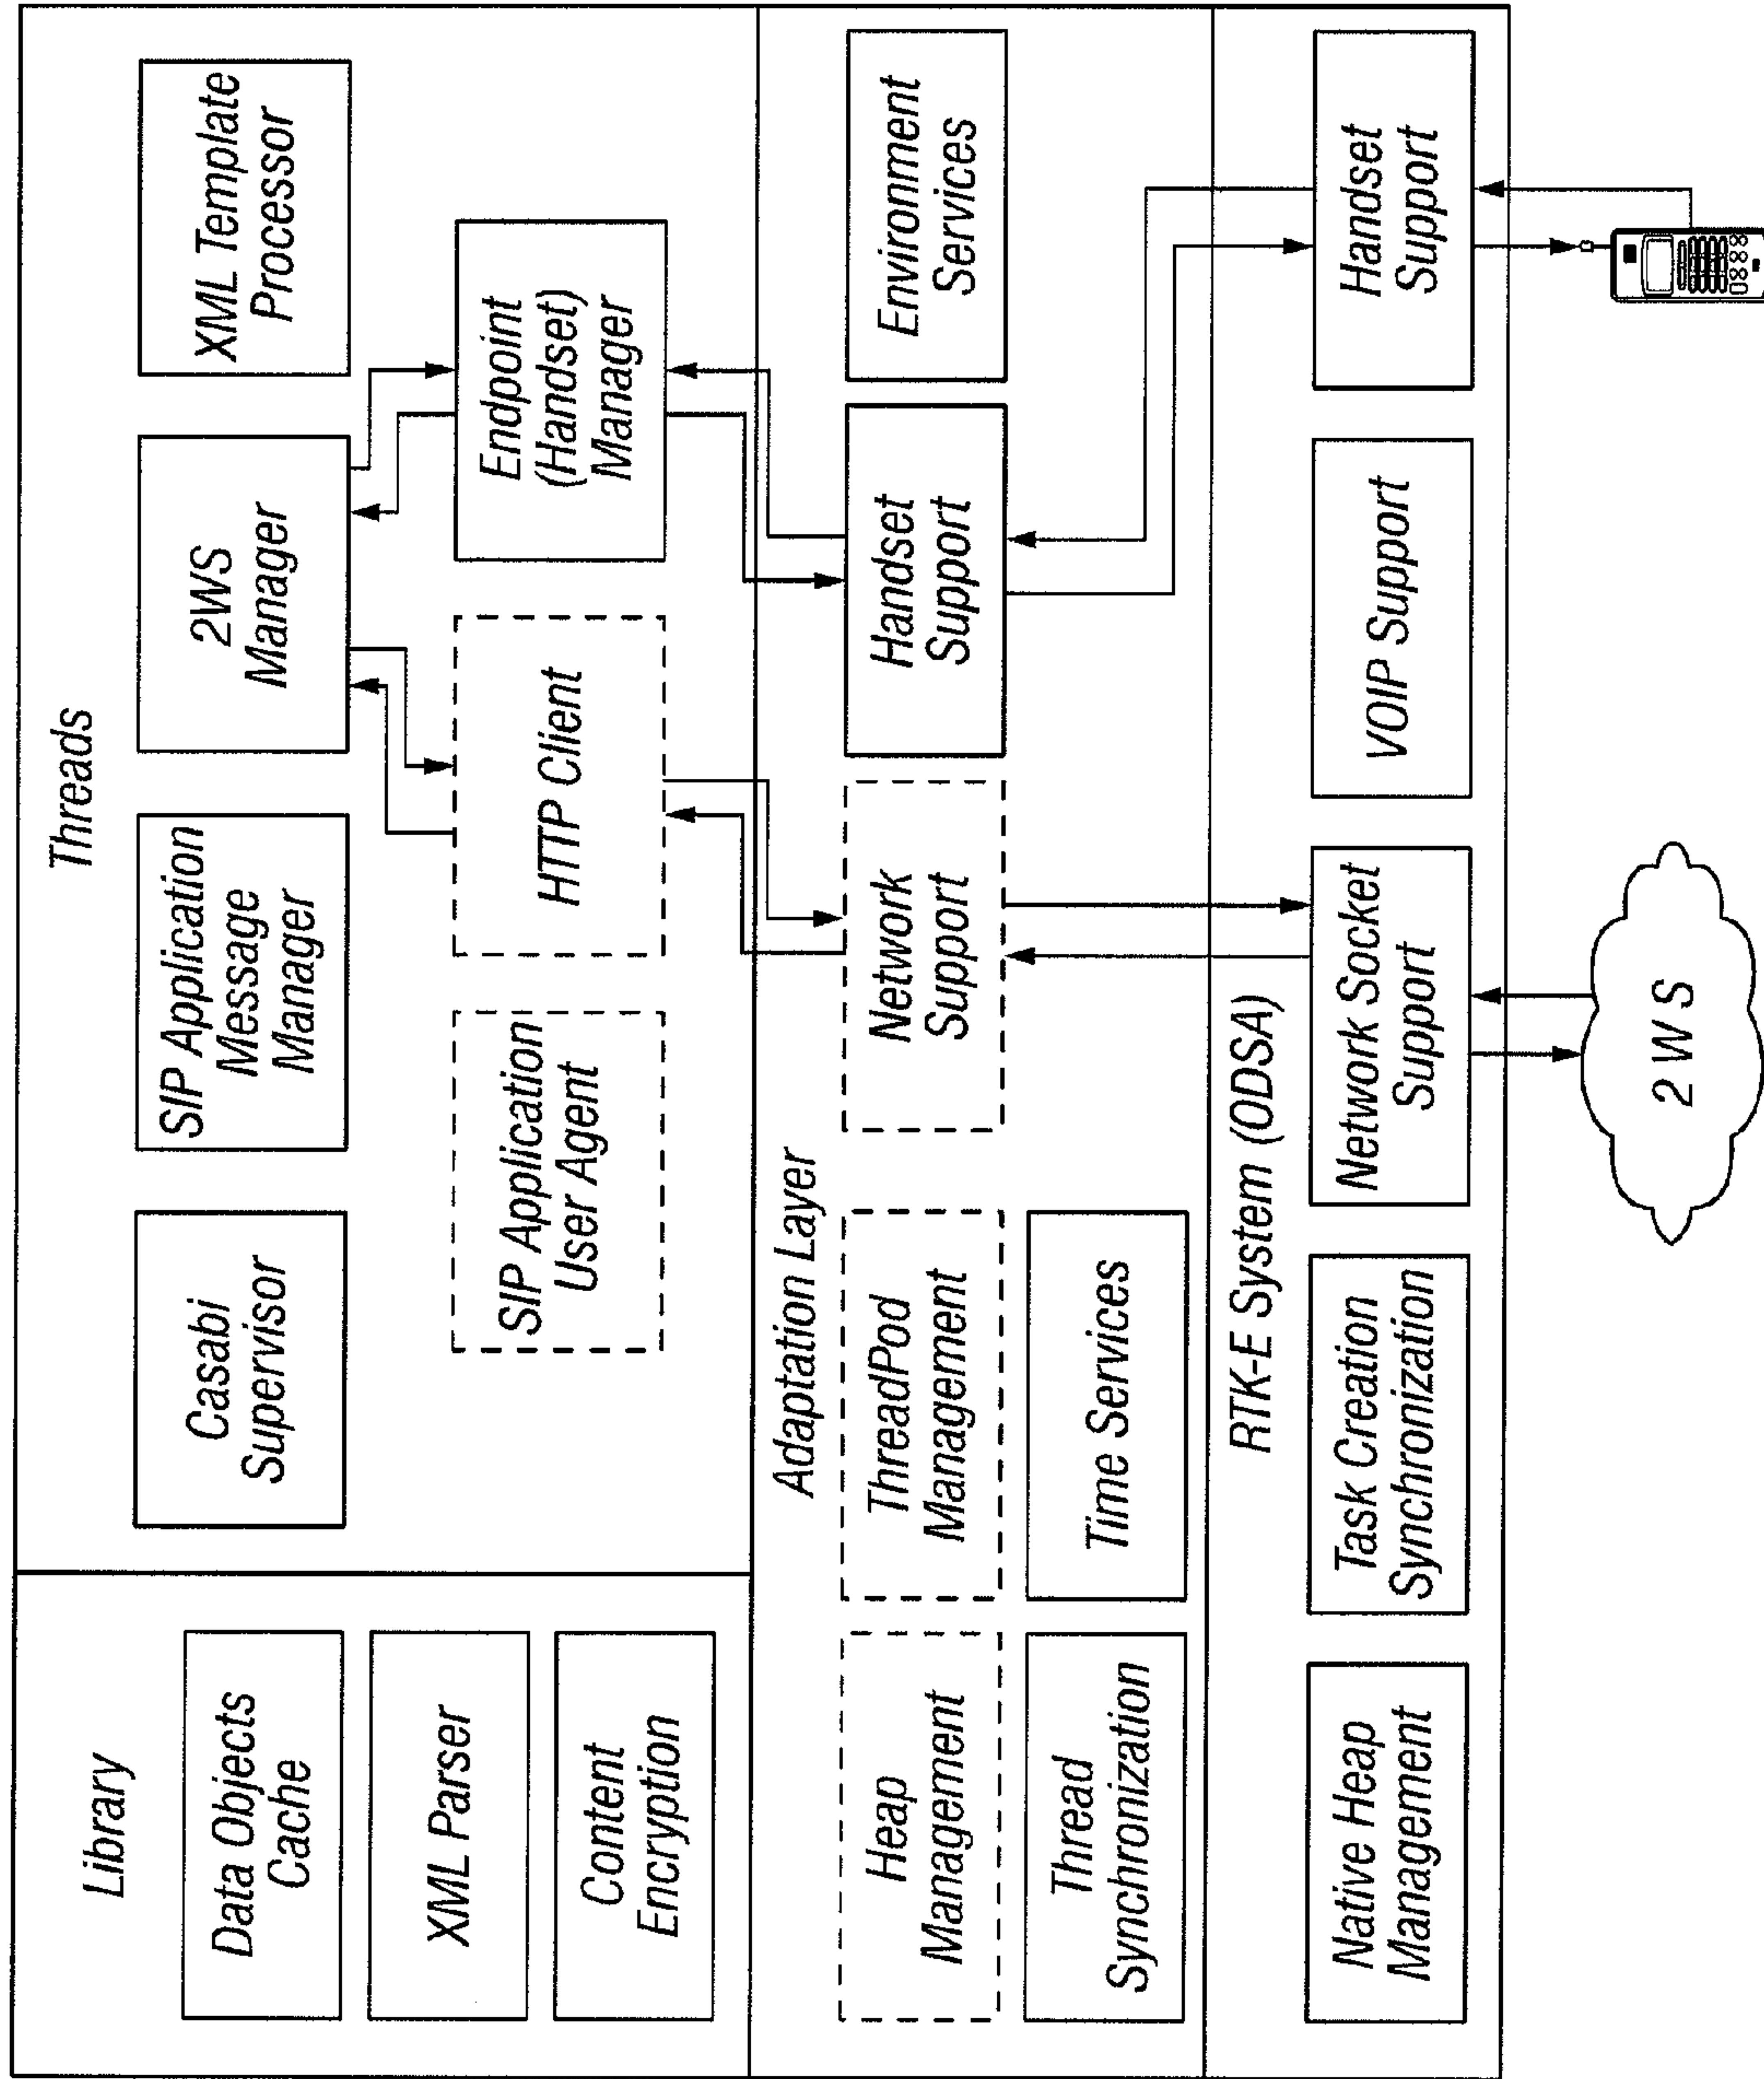 Library
Data Objects
Cache
XML Parser
Content
Encryption
Threads
Casabi
Supervisor
SIP Application
Message
Manager
2WS
Manager
XML Template
Processor
SIP Application
User Agent
HTTP Client
Endpoint
(Handset)
Manager
Adaptation Layer
Heap
Management
ThreadPod
Management
Network
Support
Handset
Support
Environment
Services
Thread
Synchronization
Time Services
RTK-E System (ODSA)
Native Heap
Management
Task Creation
Synchronization
Network Socket
Support
VOIP Support
Handset
Support
2 W S